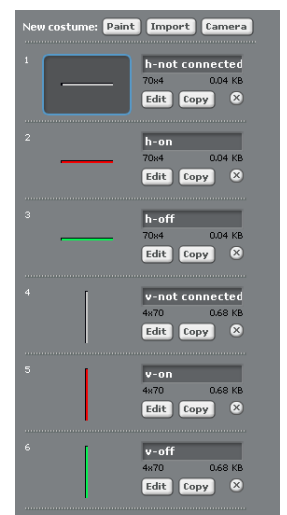 New costume: Paint Import Camera
1 h-not connected
70x4 0.04 KB
Edit Copy
2 h-on
70x4 0.04 KB
Edit Copy
3 h-off
70x4 0.04 KB
Edit Copy
4 v-not connected
4x70 0.68 KB
Edit Copy
5 v-on
4x70 0.68 KB
Edit Copy
6 v-off
4x70 0.68 KB
Edit Copy